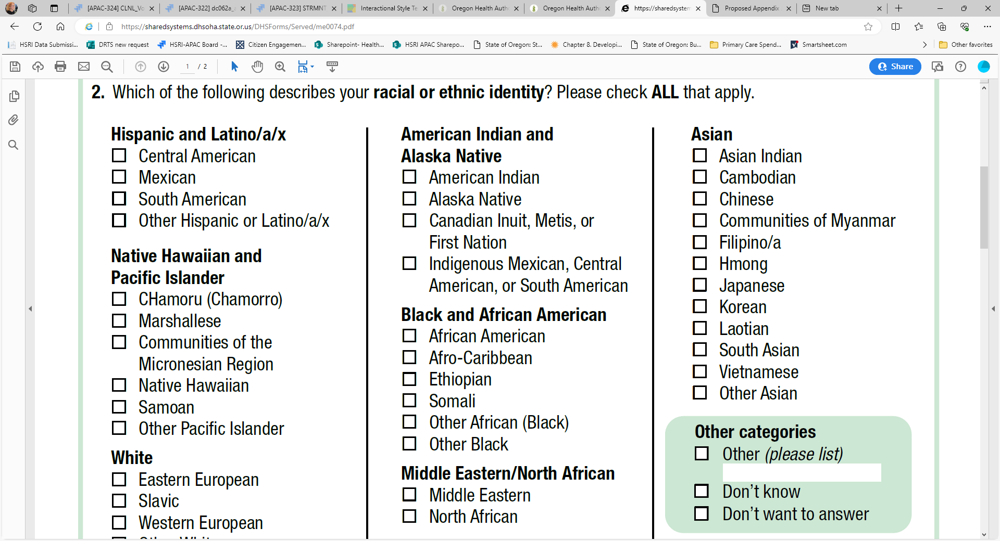 [APAC-324] CLNL_Vo
[APAC-322] dc062a_a
[APAC-323] STRMNT
Interactional Style Te
Oregon Health Auth
Oregon Health Auth
https://sharedsystem
Proposed Appendix
New tab
https://sharedsystems.dhsoha.state.or.us/DHSForms/Served/me0074.pdf
HSRI Data Submissi...
DRTS new request
HSRI-APAC Board -...
Citizen Engagemen...
Sharepoint- Health...
HSRI APAC Sharepo...
State of Oregon: St...
Chapter 8. Developi...
State of Oregon: Bu...
Primary Care Spend...
Smartsheet.com
Other favorites
1 / 2
Share
2. Which of the following describes your racial or ethnic identity? Please check ALL that apply.
Hispanic and Latino/a/x
Central American
Mexican
South American
Other Hispanic or Latino/a/x
Native Hawaiian and
Pacific Islander
CHamoru (Chamorro)
Marshallese
Communities of the
Micronesian Region
Native Hawaiian
Samoan
Other Pacific Islander
White
Eastern European
Slavic
Western European
American Indian and
Alaska Native
American Indian
Alaska Native
Canadian Inuit, Metis, or
First Nation
Indigenous Mexican, Central
American, or South American
Black and African American
African American
Afro-Caribbean
Ethiopian
Somali
Other African (Black)
Other Black
Middle Eastern/North African
Middle Eastern
North African
Asian
Asian Indian
Cambodian
Chinese
Communities of Myanmar
Filipino/a
Hmong
Japanese
Korean
Laotian
South Asian
Vietnamese
Other Asian
Other categories
Other (please list)
Don't know
Don't want to answer